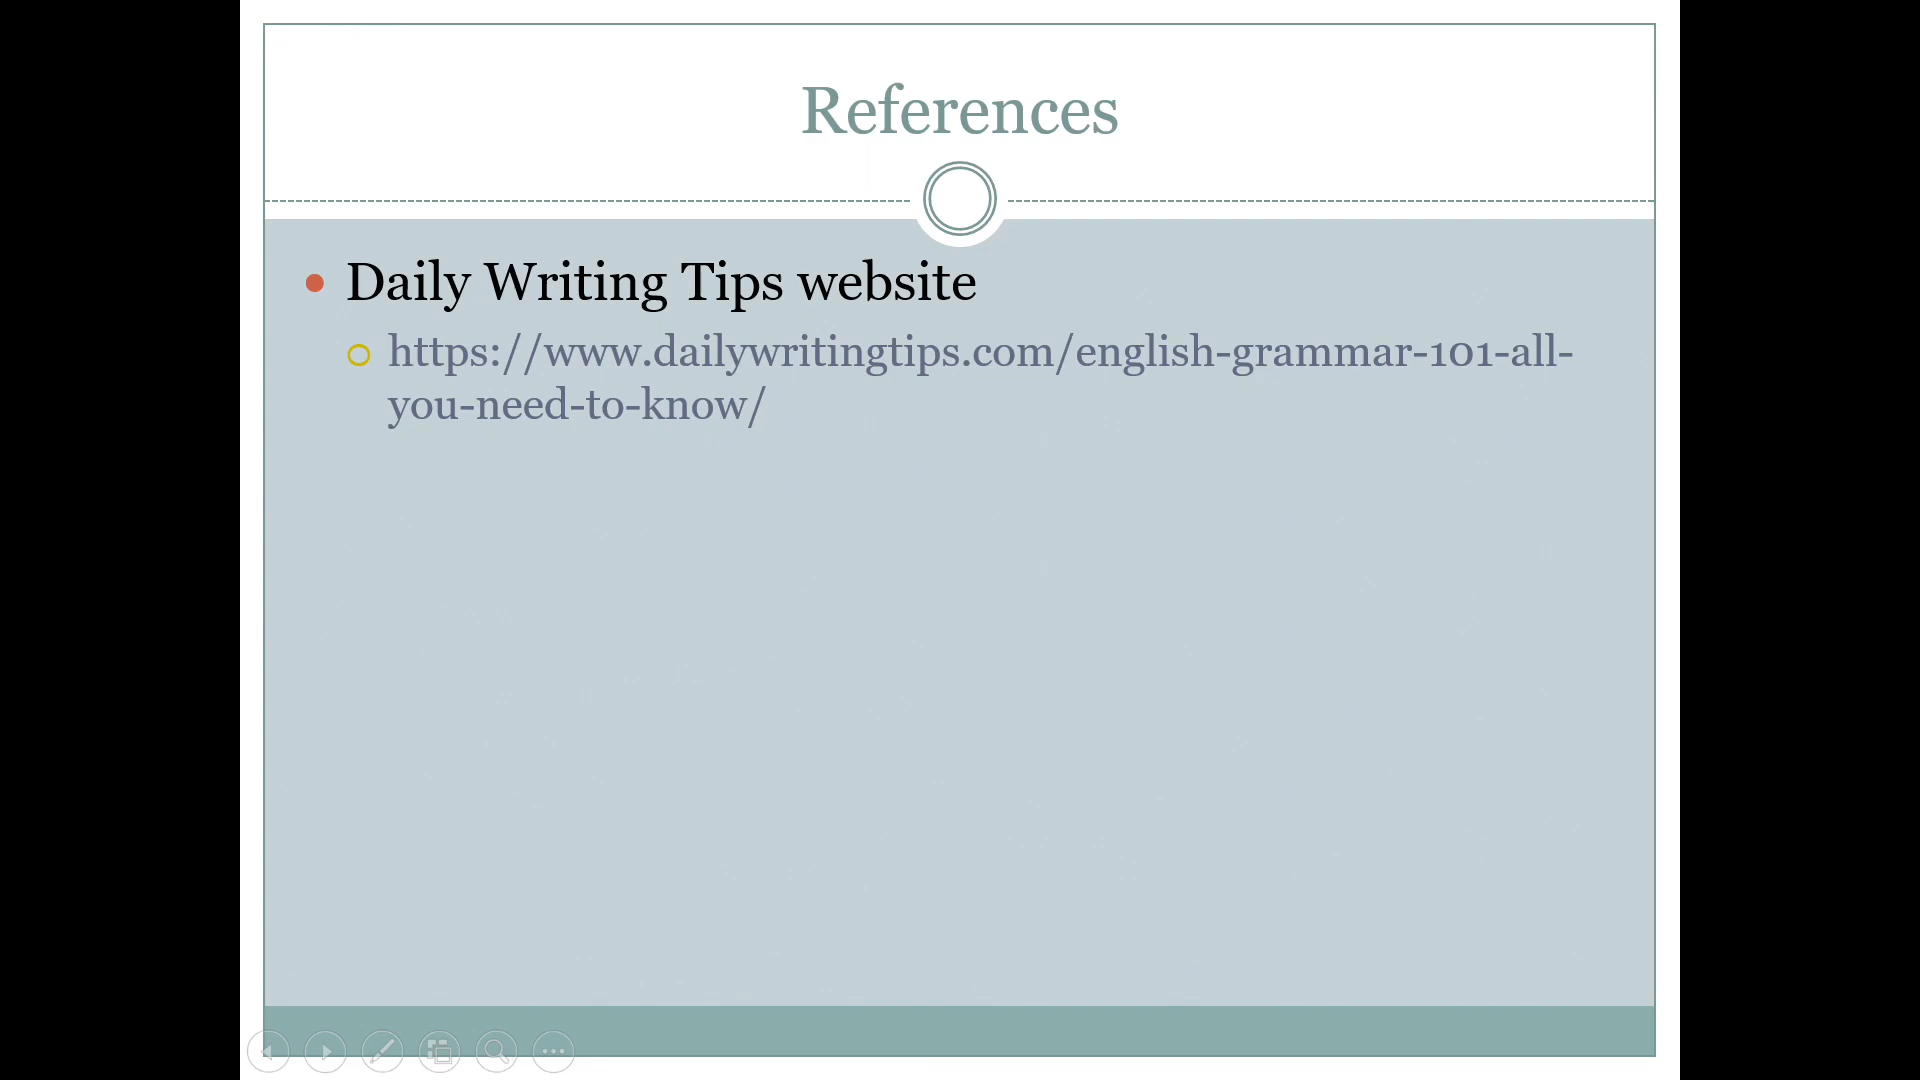 References
Daily Writing Tips website
https://www.dailywritingtips.com/english-grammar-101-all-
you-need-to-know/